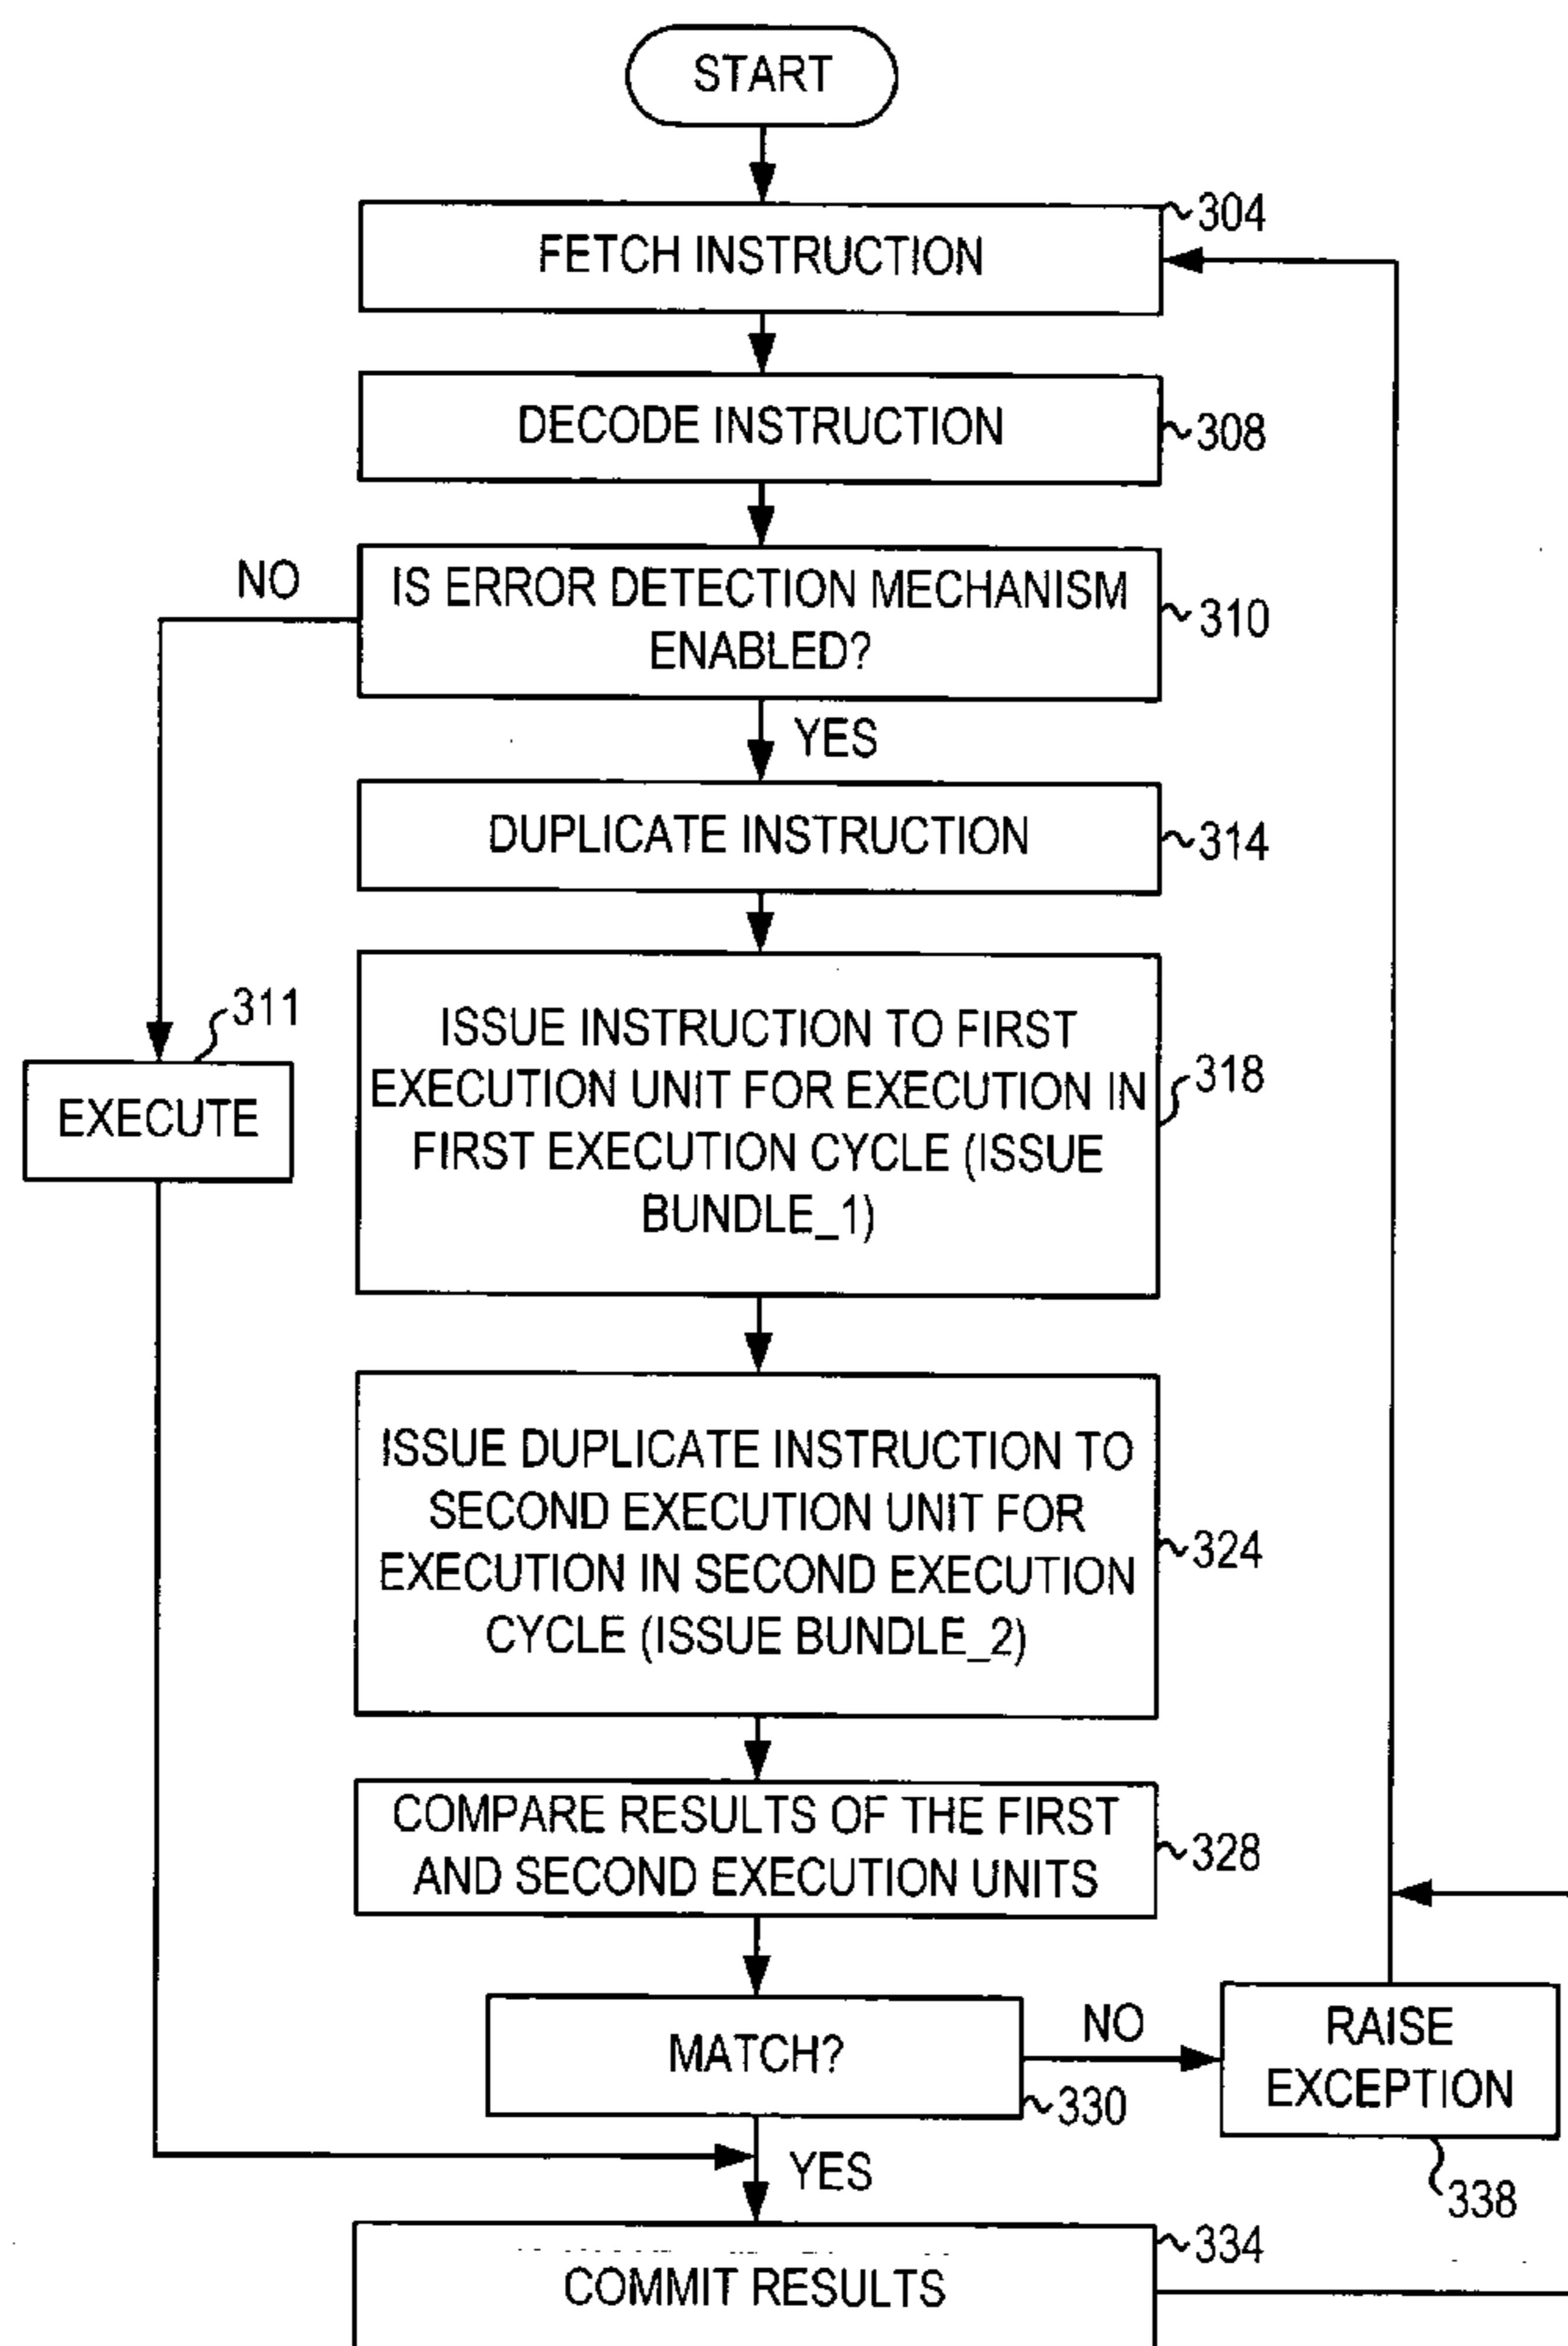 START
304
FETCH INSTRUCTION
DECODE INSTRUCTION
308
NO
IS ERROR DETECTION MECHANISM
ENABLED?
310
YES
DUPLICATE INSTRUCTION
314
311
EXECUTE
ISSUE INSTRUCTION TO FIRST
EXECUTION UNIT FOR EXECUTION IN
FIRST EXECUTION CYCLE (ISSUE
BUNDLE_1)
318
ISSUE DUPLICATE INSTRUCTION TO
SECOND EXECUTION UNIT FOR
EXECUTION IN SECOND EXECUTION
CYCLE (ISSUE BUNDLE_2)
324
COMPARE RESULTS OF THE FIRST
AND SECOND EXECUTION UNITS
328
MATCH?
330
NO
RAISE
EXCEPTION
338
YES
334
COMMIT RESULTS